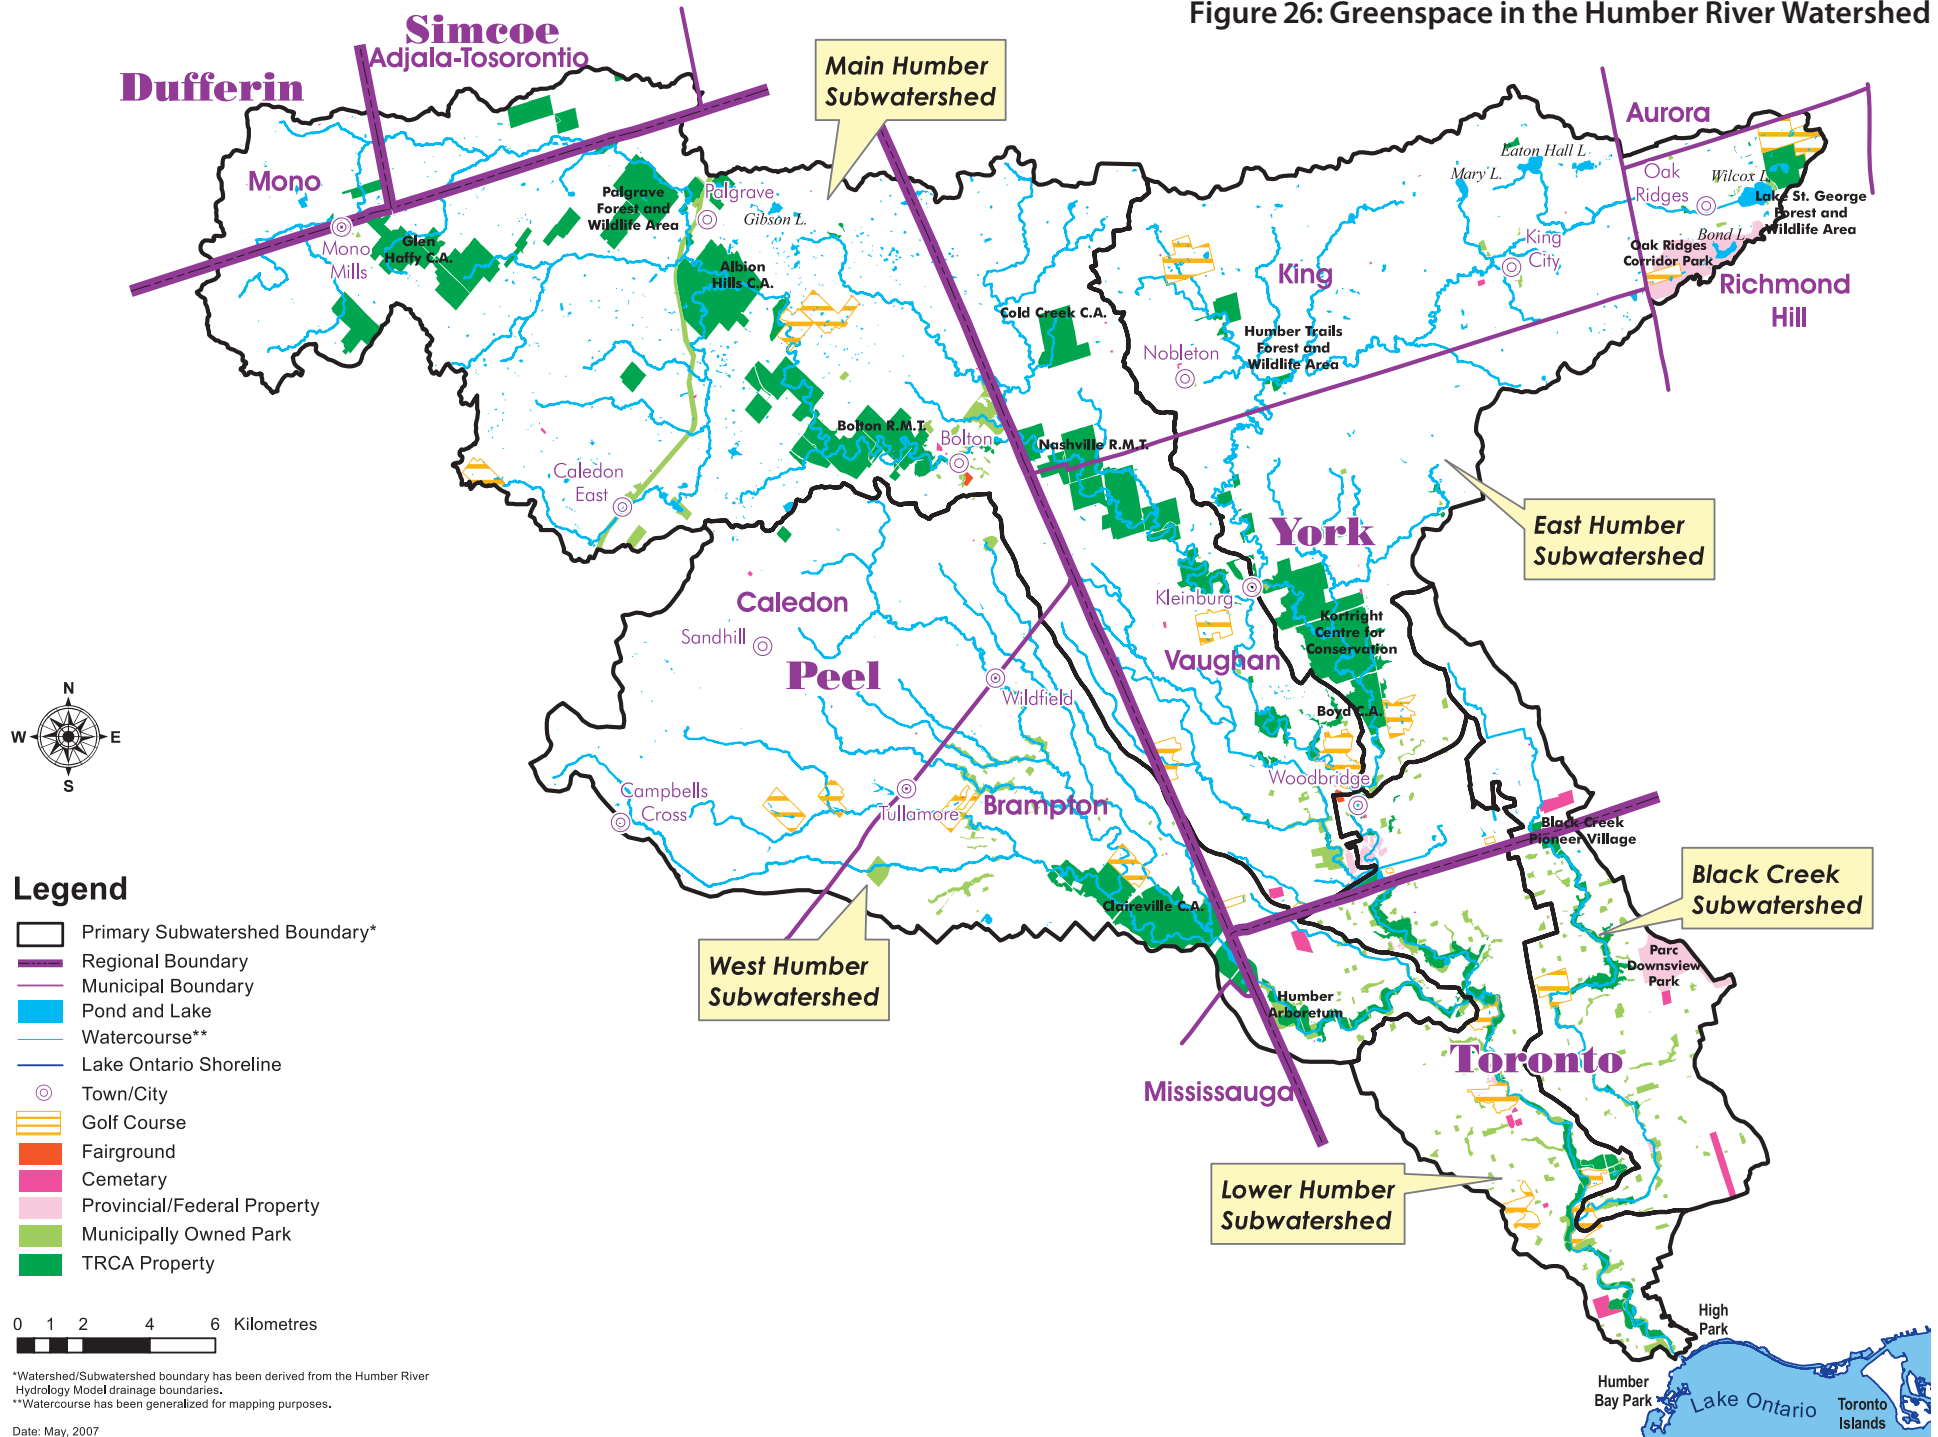 Figure 26: Greenspace in the Humber River Watershed
Simcoe
Adjala-Tosorontio
Dufferin
Main Humber
Subwatershed
Aurora
Mono
Eaton Hall L
Mary L.
Oak
Ridges
Wilcox L
Lake St. George
Forest and
Wildlife Area
Palgrave
Forest and
Wildlife Area
Palgrave
Gibson L.
Bond L.
Oak Ridges
Corridor Park
King
City
Mono
Mills
Glen
Haffy C.A.
Albion
Hills C.A.
King
Richmond
Hill
Cold Creek C.A.
Humber Trails
Forest and
Wildlife Area
Nobleton
Bolton R.M.T.
Bolton
Nashville R.M.T.
Caledon
East
East Humber
Subwatershed
York
Kleinburg
Caledon
Sandhill
Peel
Kortright
Centre for
Conservation
Vaughan
Wildfield
Boyd C.A.
N
W
E
S
Woodbridge
Campbells
Cross
Tullamore
Brampton
Black Creek
Pioneer Village
Black Creek
Subwatershed
Claireville C.A.
West Humber
Subwatershed
Parc
Downsview
Park
Humber
Arboretum
Toronto
Mississauga
Lower Humber
Subwatershed
Legend
Primary Subwatershed Boundary*
Regional Boundary
Municipal Boundary
Pond and Lake
Watercourse**
Lake Ontario Shoreline
Town/City
Golf Course
Fairground
Cemetary
Provincial/Federal Property
Municipally Owned Park
TRCA Property
0 1 2 4 6 Kilometres
High
Park
Humber
Bay Park
Lake Ontario
Toronto
Islands
*Watershed/Subwatershed boundary has been derived from the Humber River
Hydrology Model drainage boundaries.
**Watercourse has been generalized for mapping purposes.
Date: May, 2007